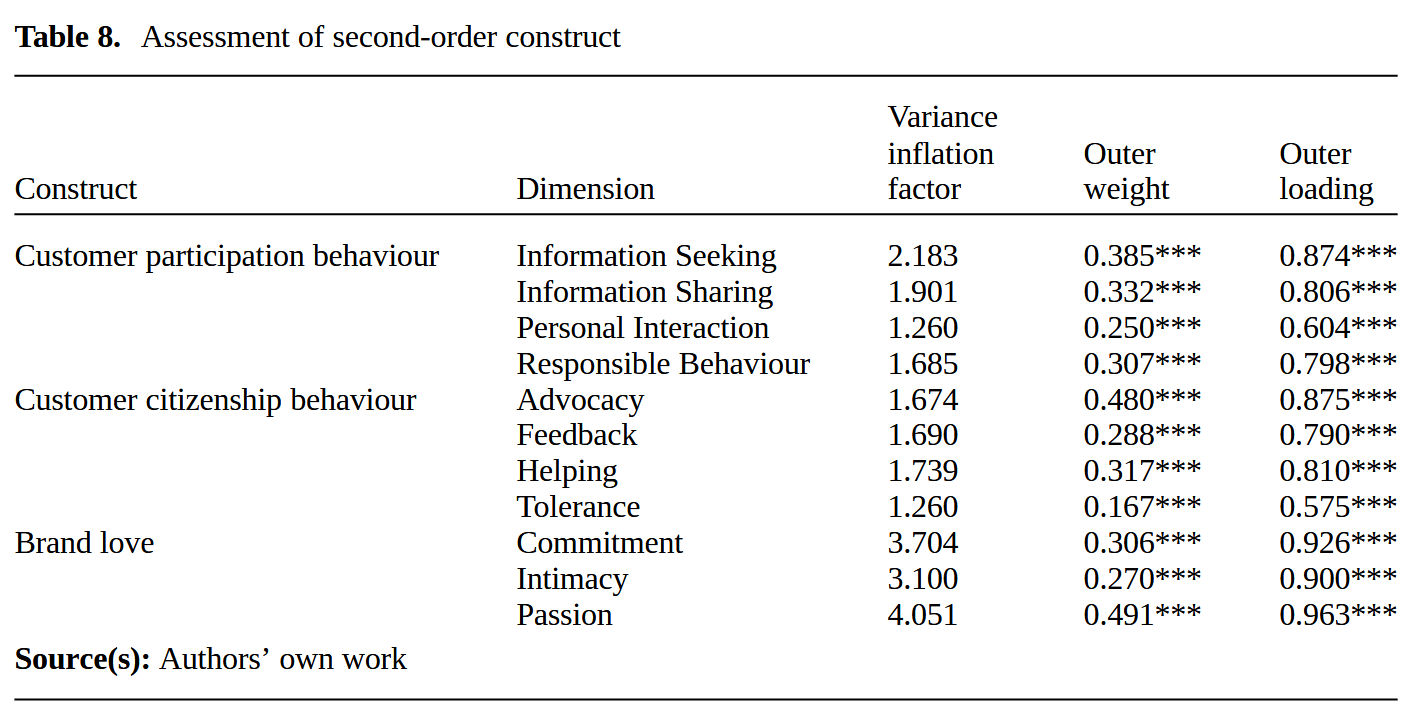 Table 8. Assessment of second-order construct
Variance
inflation Outer Outer
Construct Dimension factor weight loading
Customer participation behaviour Information Seeking 2.183 0.385*** 0.874***
Information Sharing 1.901 0.332*** 0.806***
Personal Interaction 1.260 0.250*** 0.604***
Responsible Behaviour 1.685 0.307*** 0.798***
Customer citizenship behaviour Advocacy 1.674 0.480*** 0.875***
Feedback 1.690 0.288*** 0.790***
Helping 1.739 0.317*** 0.810***
Tolerance 1.260 0.167*** 0.575***
Brand love Commitment 3.704 0.306*** 0.926***
Intimacy 3.100 0.270*** 0.900***
Passion 4.051 0.491*** 0.963***
Source(s): Authors’ own work